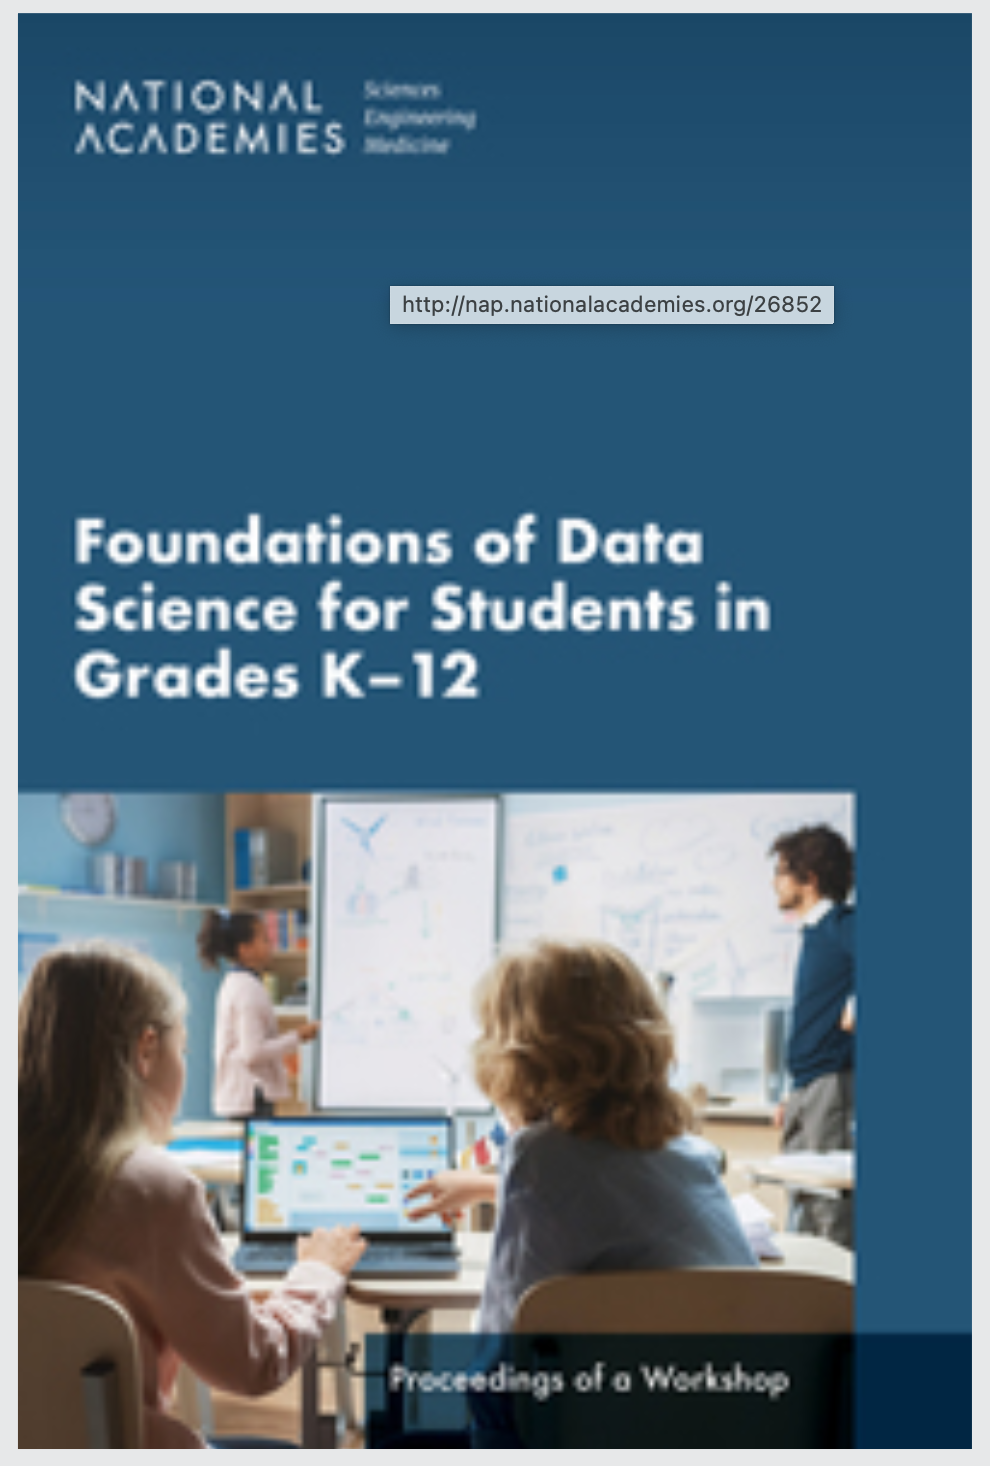 NATIONAL
ACADEMIES
Sciences
Engineering
Medicine
http://nap.nationalacademies.org/26852
Foundations of Data
Science for Students in
Grades K–12
Proceedings of a Workshop